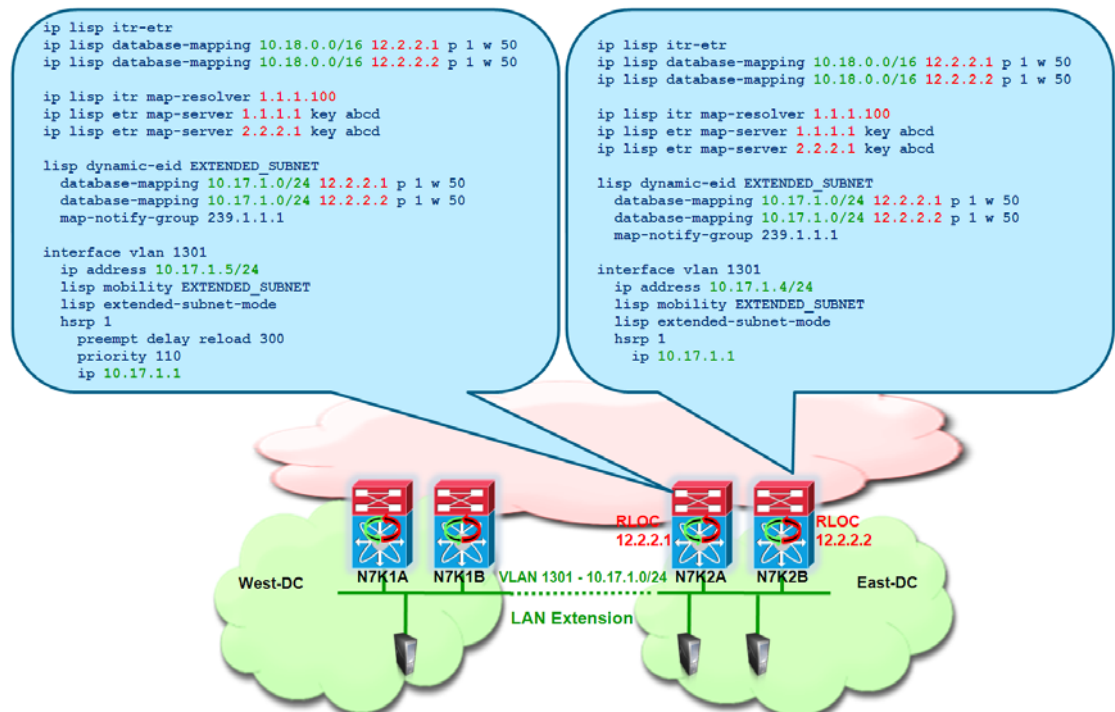 ip lisp itr-etr
ip lisp database-mapping 10.18.0.0/16 12.2.2.1 p 1 w 50
ip lisp database-mapping 10.18.0.0/16 12.2.2.2 p 1 w 50
ip lisp itr map-resolver 1.1.1.100
ip lisp etr map-server 1.1.1.1 key abcd
ip lisp etr map-server 2.2.2.1 key abcd
lisp dynamic-eid EXTENDED_SUBNET
database-mapping 10.17.1.0/24 12.2.2.1 p 1 w 50
database-mapping 10.17.1.0/24 12.2.2.2 p 1 w 50
map-notify-group 239.1.1.1
interface vlan 1301
ip address 10.17.1.5/24
lisp mobility EXTENDED_SUBNET
lisp extended-subnet-mode
hsrp 1
preempt delay reload 300
priority 110
ip 10.17.1.1
ip lisp itr-etr
ip lisp database-mapping 10.18.0.0/16 12.2.2.1 p 1 w 50
ip lisp database-mapping 10.18.0.0/16 12.2.2.2 p 1 w 50
ip lisp itr map-resolver 1.1.1.100
ip lisp etr map-server 1.1.1.1 key abcd
ip lisp etr map-server 2.2.2.1 key abcd
lisp dynamic-eid EXTENDED_SUBNET
database-mapping 10.17.1.0/24 12.2.2.1 p 1 w 50
database-mapping 10.17.1.0/24 12.2.2.2 p 1 w 50
map-notify-group 239.1.1.1
interface vlan 1301
ip address 10.17.1.4/24
lisp mobility EXTENDED_SUBNET
lisp extended-subnet-mode
hsrp 1
ip 10.17.1.1
RLOC
12.2.2.1
RLOC
12.2.2.2
West-DC
N7K1A
N7K1B
VLAN 1301 - 10.17.1.0/24
N7K2A
N7K2B
East-DC
LAN Extension